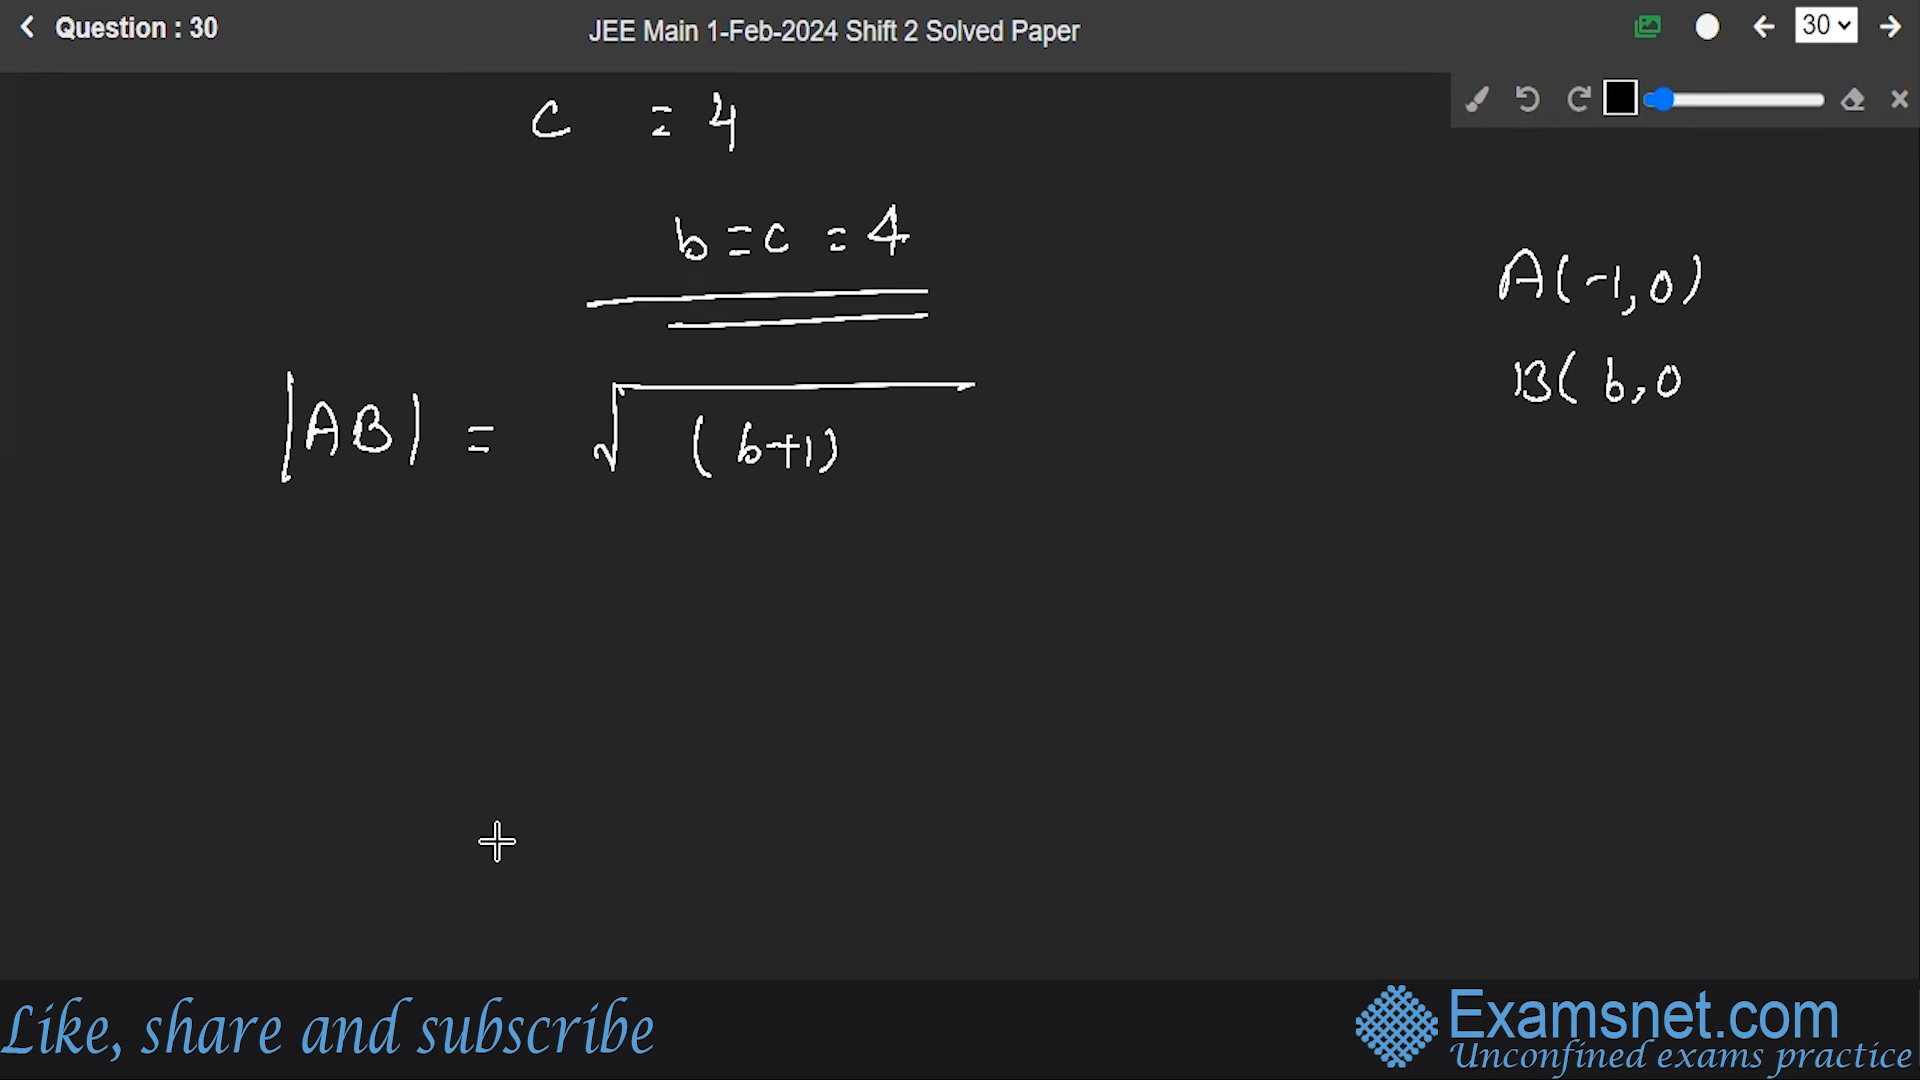 Question : 30
JEE Main 1-Feb-2024 Shift 2 Solved Paper
30
c = 4
b = c = 4
A(-1,0)
B( b,0
|AB| = √ (b+1)
Like, share and subscribe
Examsnet.com
Unconfined exams practice